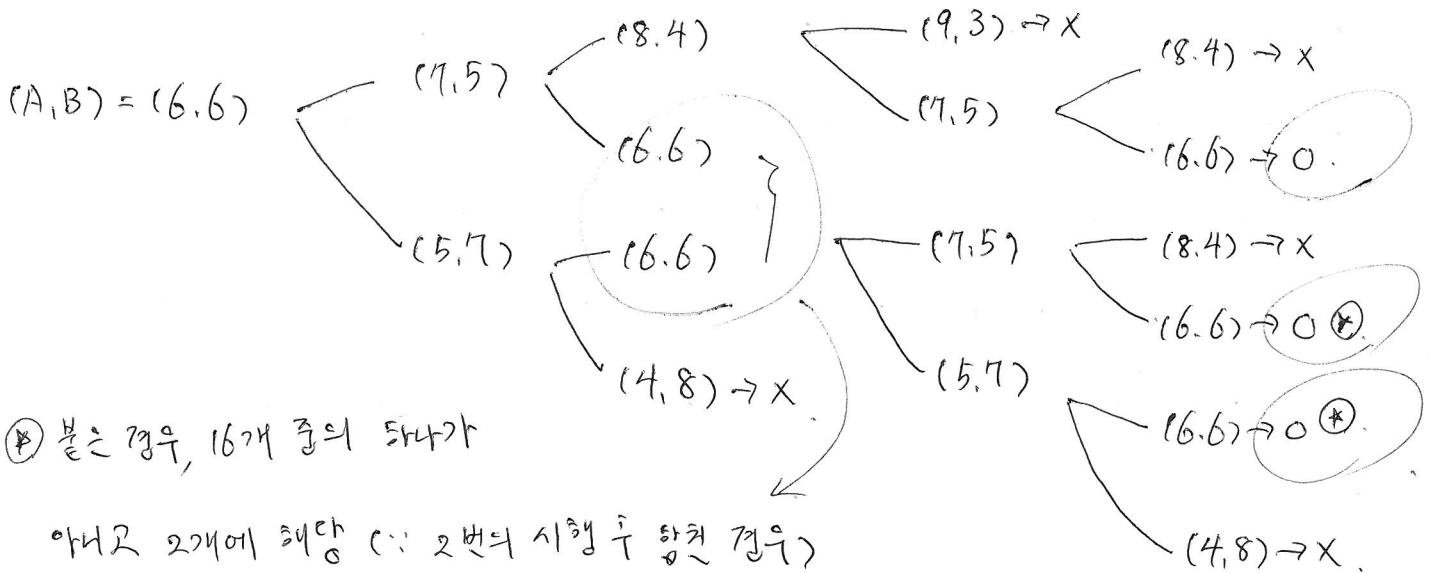 (8.4)
(9,3) → X
(8.4) → X
(7,5)
(A,B) = (6.6)
(7,5)
(6.6)
(6.6) → O.
(5,7)
(6.6)
(7,5)
(8.4) → X
(6.6) → O ⊛.
(4,8) → X.
(5,7)
(6.6) → O ⊛.
⊛ 붙은 경우, 16개 중의 하나가
아니고 2개에 해당 (∵ 2번의 시행 후 합친 경우)
(4,8) → X.